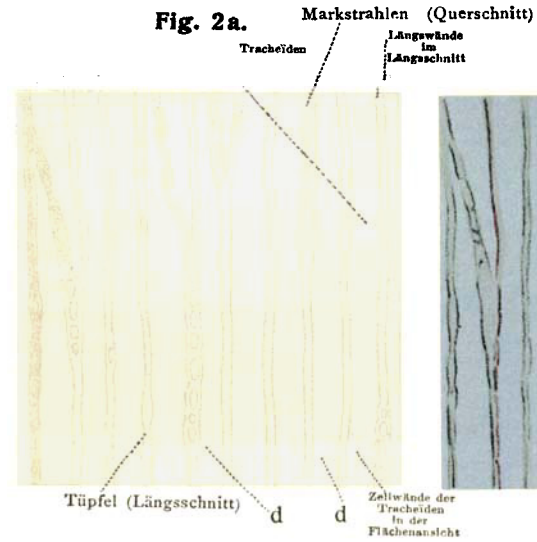 Fig. 2a.
Markstrahlen (Querschnitt)
Tracheïden
Längswände
im
Längsschnitt
Tüpfel (Längsschnitt)
d
d
Zellwände der
Tracheïden
in der
Flächenansicht